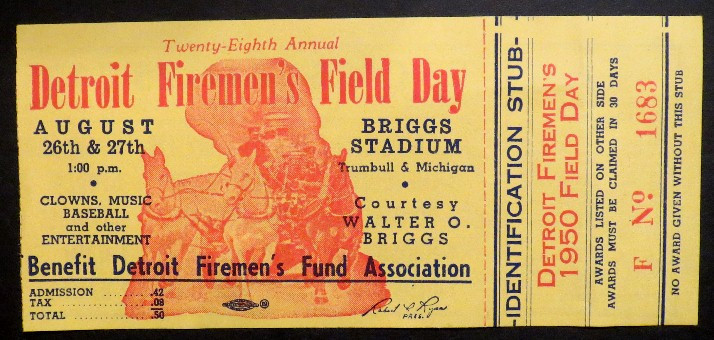 Twenty-Eighth Annual
Detroit Firemen's Field Day
AUGUST
26th & 27th
1:00 p.m.
CLOWNS, MUSIC
BASEBALL
and other
ENTERTAINMENT
BRIGGS
STADIUM
Trumbull & Michigan
Courtesy
WALTER O.
BRIGGS
Benefit Detroit Firemen's Fund Association
ADMISSION ........ .42
TAX ........ .08
TOTAL ........ .50
PRES.
-IDENTIFICATION STUB-
DETROIT FIREMEN'S
1950 FIELD DAY
AWARDS LISTED ON OTHER SIDE
AWARDS MUST BE CLAIMED IN 30 DAYS
F No 1683
NO AWARD GIVEN WITHOUT THIS STUB